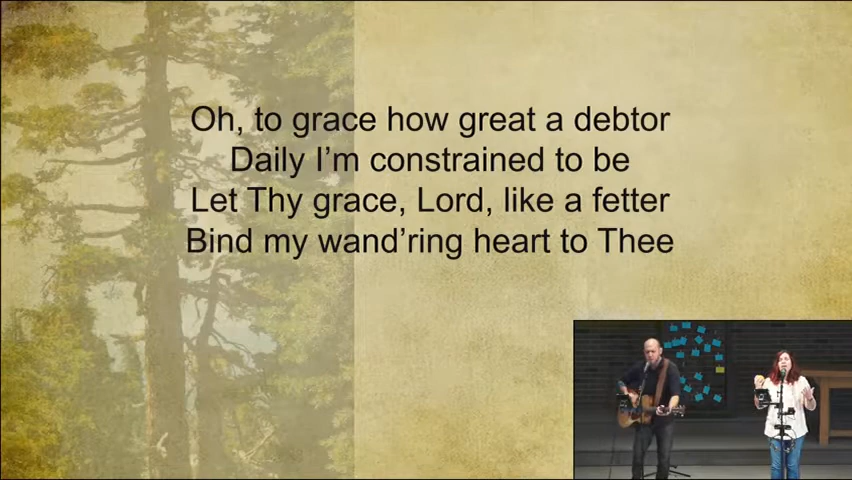 Oh, to grace how great a debtor
Daily I’m constrained to be
Let Thy grace, Lord, like a fetter
Bind my wand’ring heart to Thee